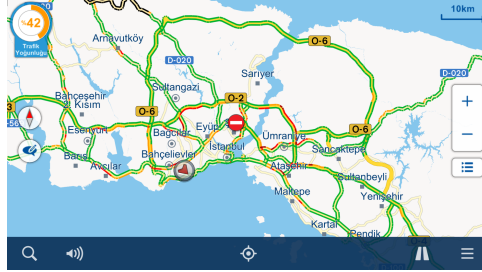 %42
Trafik
Yoğunluğu
10km
Arnavutköy
O-6
D-020
D-020
Sarıyer
Sultangazi
Bahçeşehir
2. Kısım
O-6
O-2
Esenyurt
Bağcılar
Eyüp
Ümraniye
O-6
Sancaktepe
Barış
Avcılar
Bahçelievler
İstanbul
Ataşehir
Sultanbeyli
Maltepe
Yenişehir
Kartal
Pendik